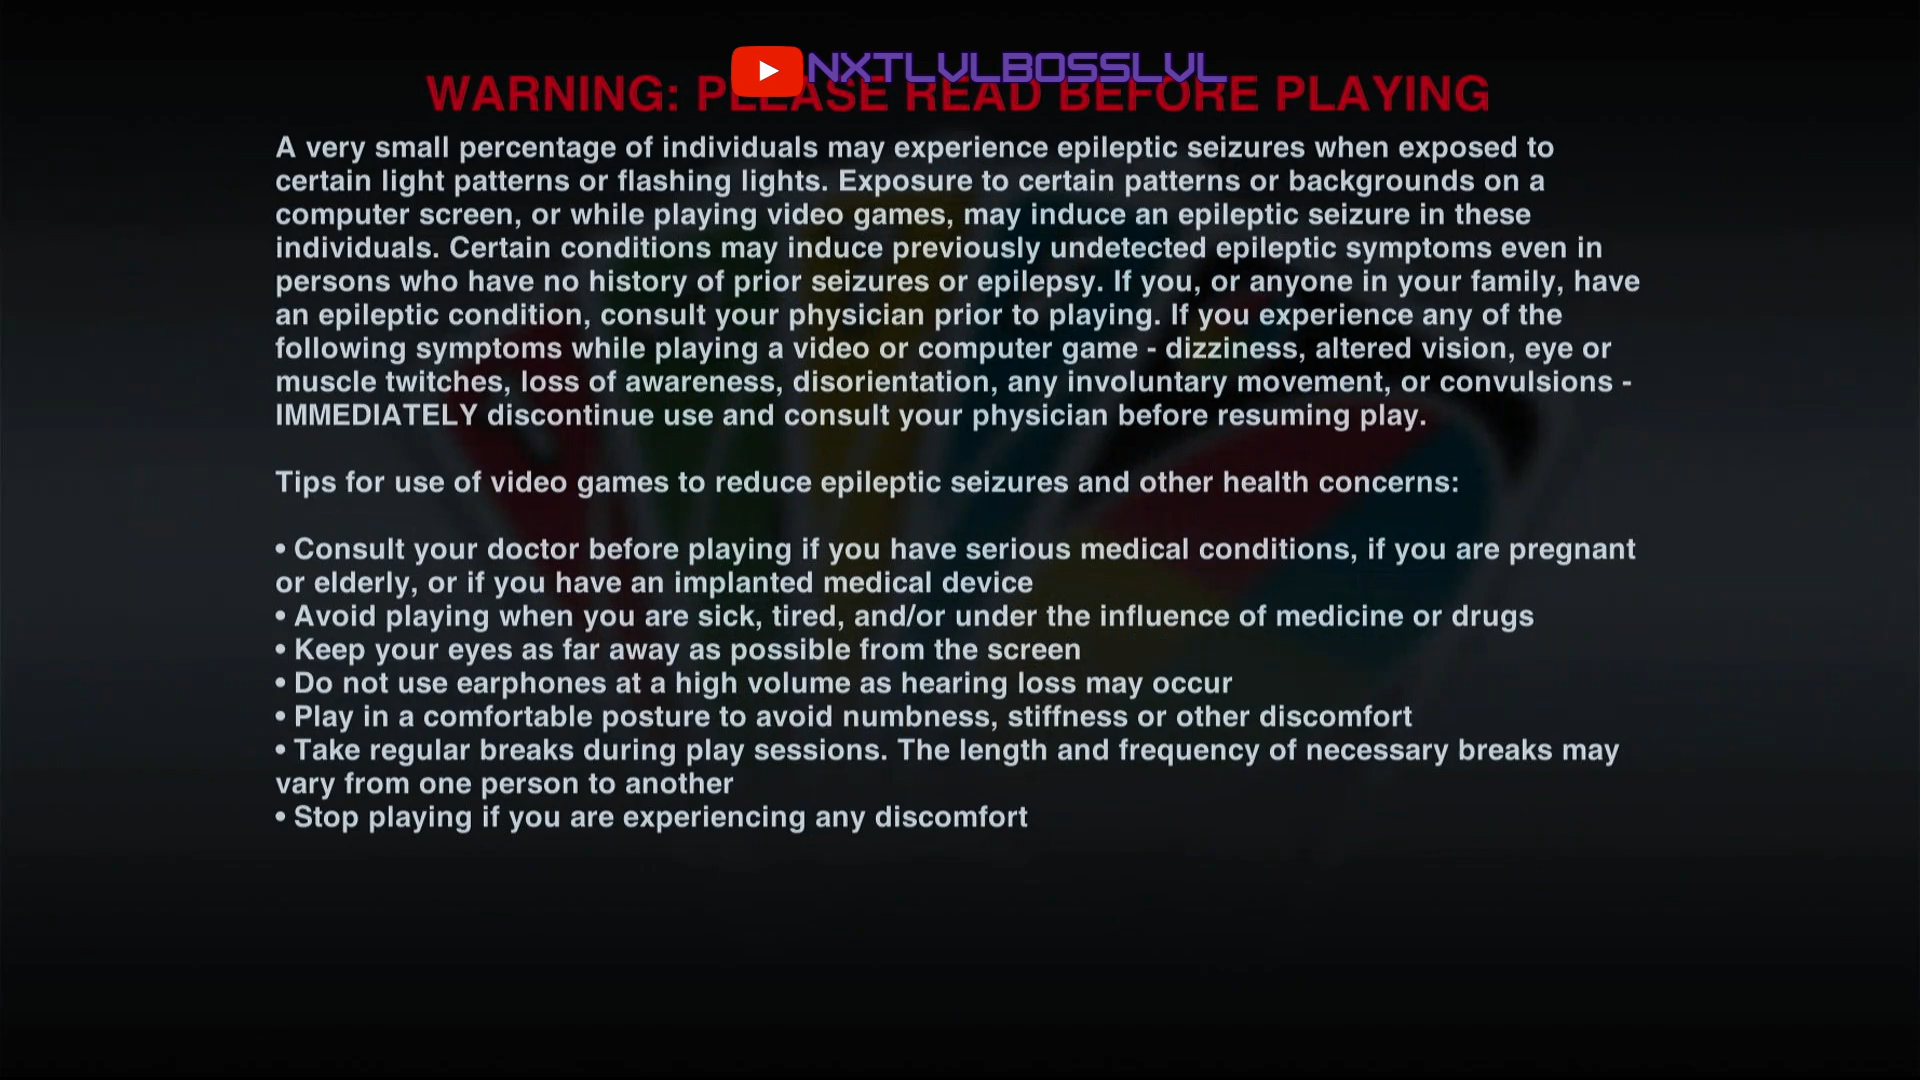 NXTLVLBOSSLVL
WARNING: PLEASE READ BEFORE PLAYING
A very small percentage of individuals may experience epileptic seizures when exposed to
certain light patterns or flashing lights. Exposure to certain patterns or backgrounds on a
computer screen, or while playing video games, may induce an epileptic seizure in these
individuals. Certain conditions may induce previously undetected epileptic symptoms even in
persons who have no history of prior seizures or epilepsy. If you, or anyone in your family, have
an epileptic condition, consult your physician prior to playing. If you experience any of the
following symptoms while playing a video or computer game - dizziness, altered vision, eye or
muscle twitches, loss of awareness, disorientation, any involuntary movement, or convulsions -
IMMEDIATELY discontinue use and consult your physician before resuming play.
Tips for use of video games to reduce epileptic seizures and other health concerns:
• Consult your doctor before playing if you have serious medical conditions, if you are pregnant
or elderly, or if you have an implanted medical device
• Avoid playing when you are sick, tired, and/or under the influence of medicine or drugs
• Keep your eyes as far away as possible from the screen
• Do not use earphones at a high volume as hearing loss may occur
• Play in a comfortable posture to avoid numbness, stiffness or other discomfort
• Take regular breaks during play sessions. The length and frequency of necessary breaks may
vary from one person to another
• Stop playing if you are experiencing any discomfort